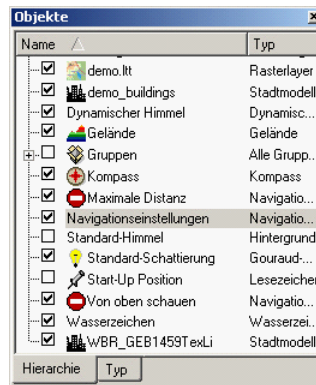 Objekte
Name Typ
demo.ltt Rasterlayer
demo_buildings Stadtmodell
Dynamischer Himmel Dynamisc...
Gelände Gelände
Gruppen Alle Grupp...
Kompass Kompass
Maximale Distanz Navigatio...
Navigationseinstellungen Navigatio...
Standard-Himmel Hintergrund
Standard-Schattierung Gouraud-...
Start-Up Position Lesezeichen
Von oben schauen Navigatio...
Wasserzeichen Wasserzei...
WBR_GEB1459TexLi Stadtmodell
Hierarchie Typ